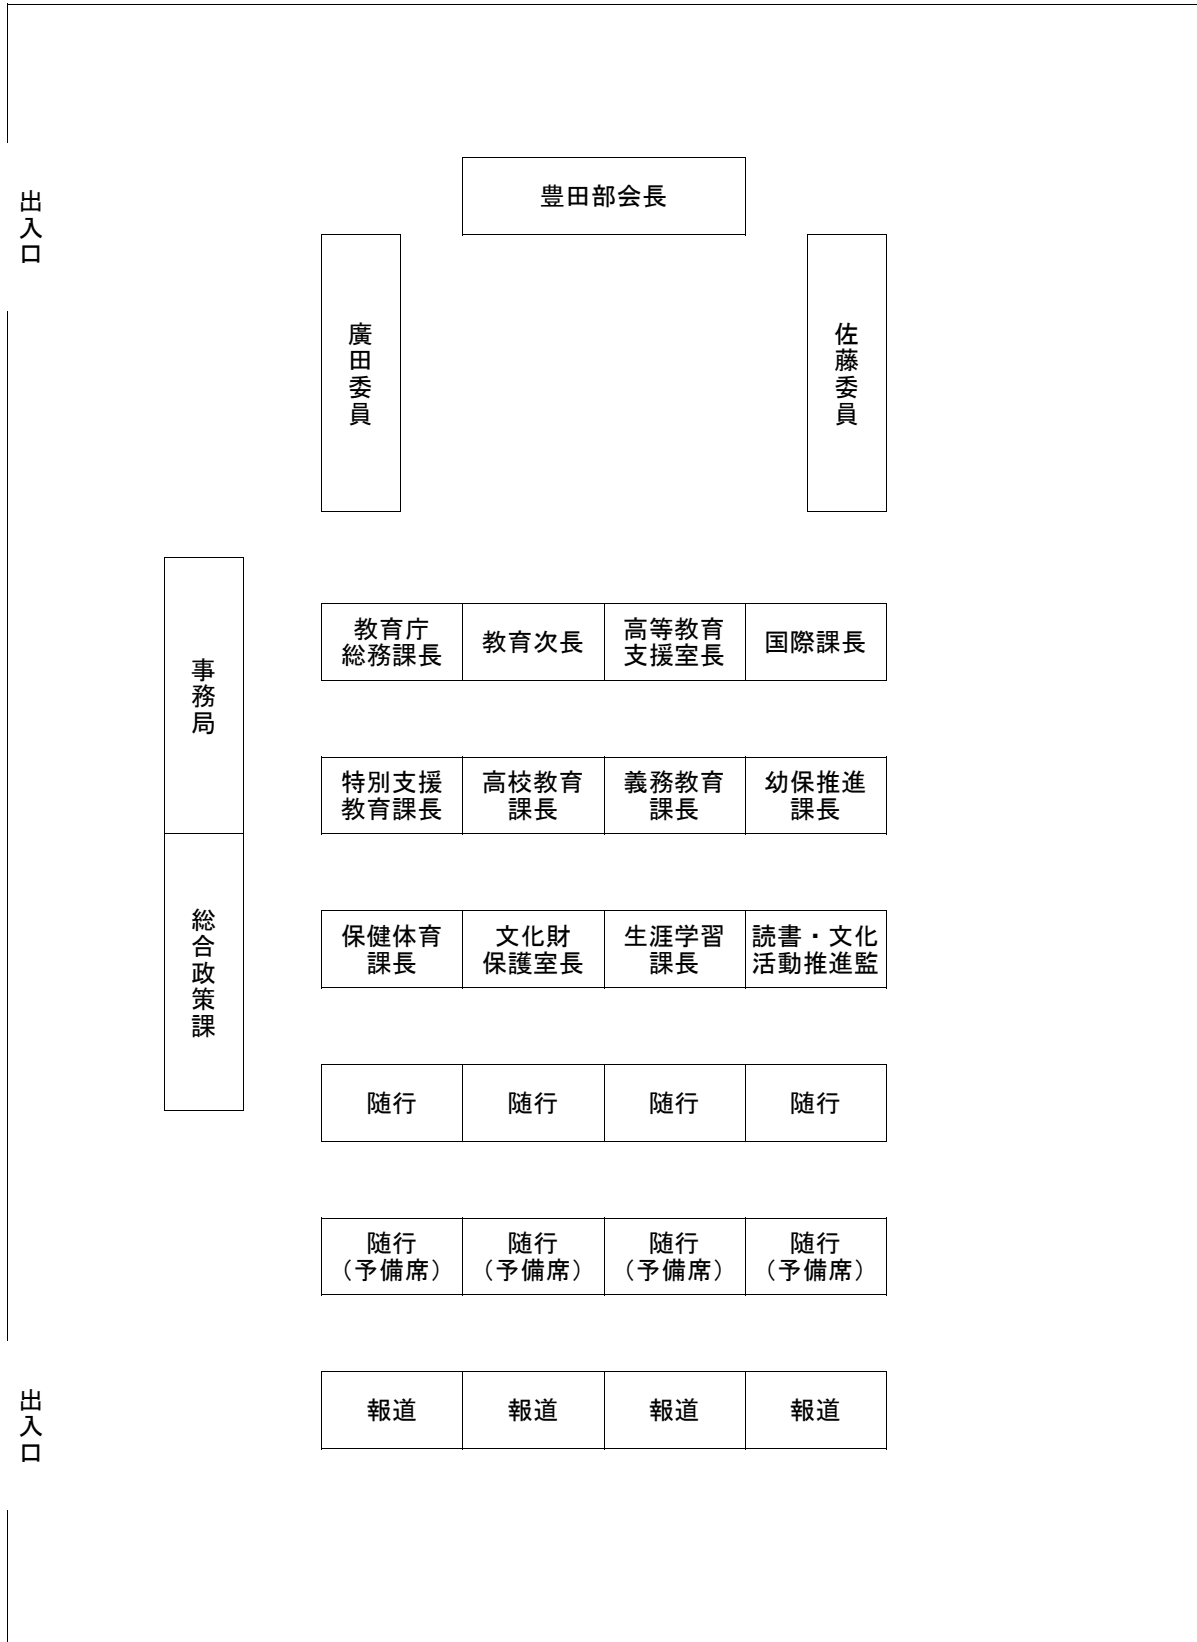 豊田部会長
出入口
廣田委員
佐藤委員
事務局
教育庁
総務課長
教育次長
高等教育
支援室長
国際課長
特別支援
教育課長
高校教育
課長
義務教育
課長
幼保推進
課長
総合政策課
保健体育
課長
文化財
保護室長
生涯学習
課長
読書・文化
活動推進監
随行
随行
随行
随行
随行
（予備席）
随行
（予備席）
随行
（予備席）
随行
（予備席）
出入口
報道
報道
報道
報道